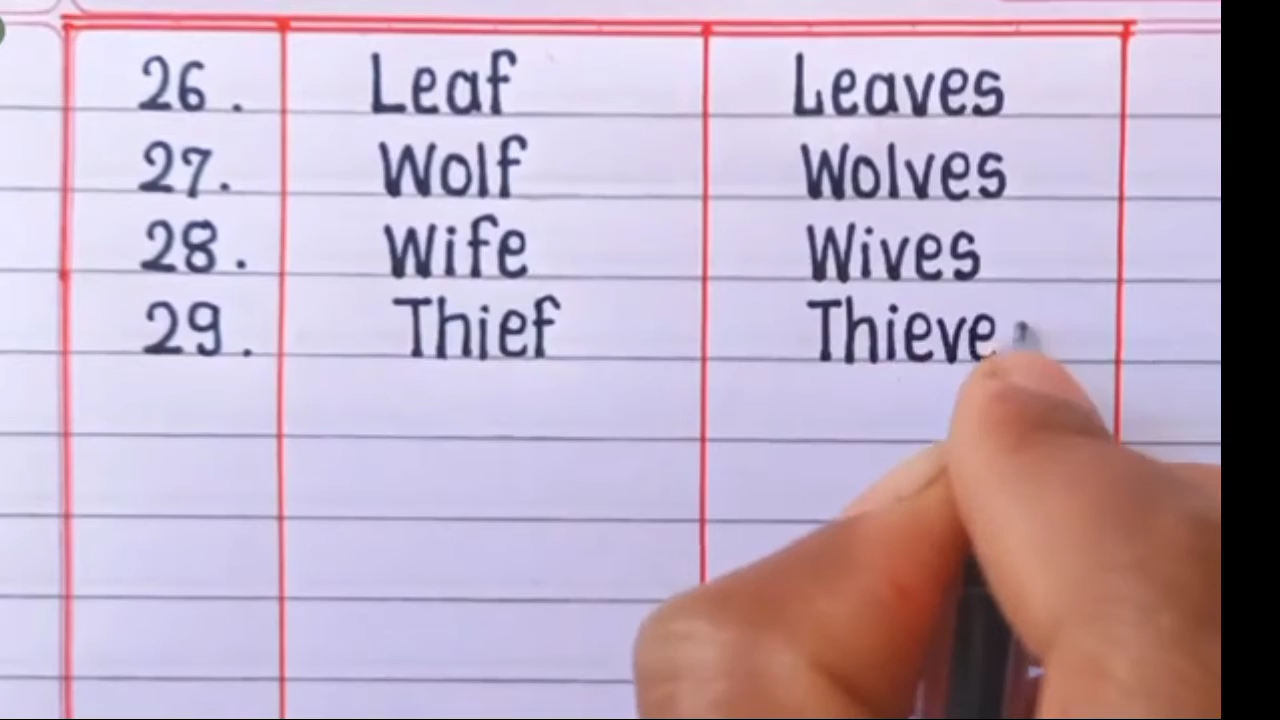 26. Leaf Leaves
27. Wolf Wolves
28. Wife Wives
29. Thief Thieve